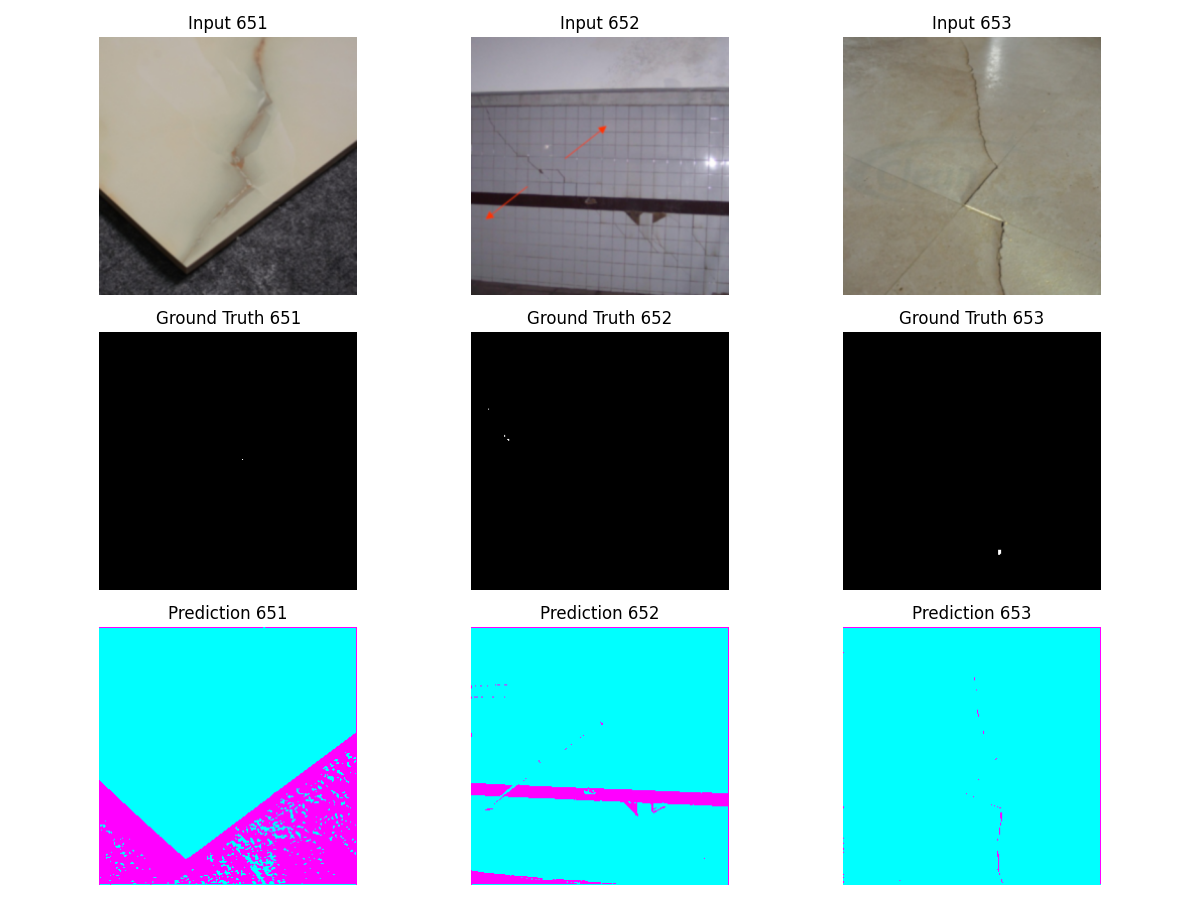 Input 651
Input 652
Input 653
Ground Truth 651
Ground Truth 652
Ground Truth 653
Prediction 651
Prediction 652
Prediction 653